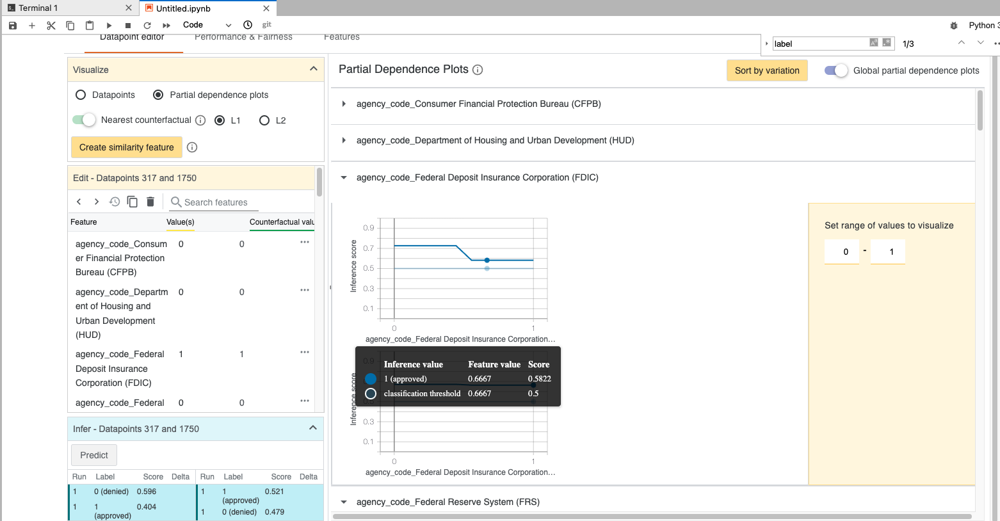 Terminal 1
Untitled.ipynb
Code
git
Python 3
Datapoint editor
Performance & Fairness
Features
label
1/3
Visualize
Datapoints
Partial dependence plots
Nearest counterfactual
L1
L2
Create similarity feature
Edit - Datapoints 317 and 1750
Search features
Feature Value(s) Counterfactual valu
agency_code_Consum 0 0
er Financial Protection
Bureau (CFPB)
agency_code_Departm 0 0
ent of Housing and
Urban Development
(HUD)
agency_code_Federal 1 1
Deposit Insurance
Corporation (FDIC)
agency_code_Federal 0 0
Infer - Datapoints 317 and 1750
Predict
Run Label Score Delta Run Label Score Delta
1 0 (denied) 0.596 1 1 (approved) 0.521
1 1 (approved) 0.404 1 0 (denied) 0.479
Partial Dependence Plots
Sort by variation
Global partial dependence plots
agency_code_Consumer Financial Protection Bureau (CFPB)
agency_code_Department of Housing and Urban Development (HUD)
agency_code_Federal Deposit Insurance Corporation (FDIC)
Inference score
0.9
0.7
0.5
0.3
0.1
0 1
agency_code_Federal Deposit Insurance Corporation…
Set range of values to visualize
0 - 1
Inference value Feature value Score
1 (approved) 0.6667 0.5822
classification threshold 0.6667 0.5
Inference score
0.9
0.5
0.3
0.1
0 1
agency_code_Federal Deposit Insurance Corporation…
agency_code_Federal Reserve System (FRS)